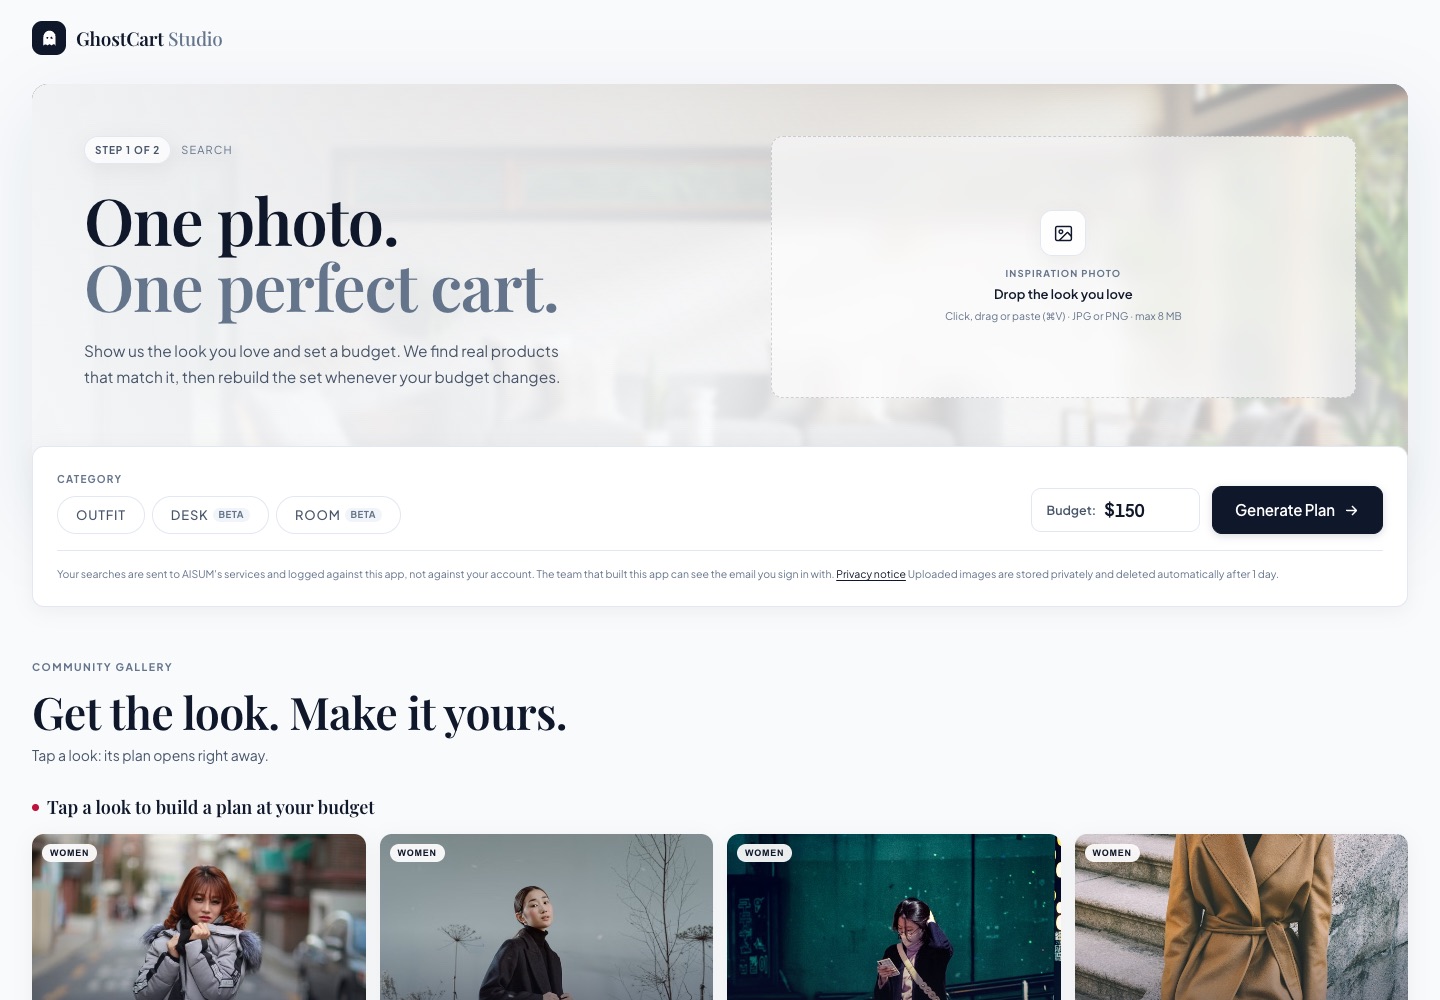 GhostCart Studio
STEP 1 OF 2 SEARCH
One photo.
One perfect cart.
Show us the look you love and set a budget. We find real products
that match it, then rebuild the set whenever your budget changes.
INSPIRATION PHOTO
Drop the look you love
Click, drag or paste (⌘V) · JPG or PNG · max 8 MB
CATEGORY
OUTFIT DESK BETA ROOM BETA
Budget: $150 Generate Plan →
Your searches are sent to AISUM's services and logged against this app, not against your account. The team that built this app can see the email you sign in with. Privacy notice Uploaded images are stored privately and deleted automatically after 1 day.
COMMUNITY GALLERY
Get the look. Make it yours.
Tap a look: its plan opens right away.
Tap a look to build a plan at your budget
WOMEN WOMEN WOMEN WOMEN